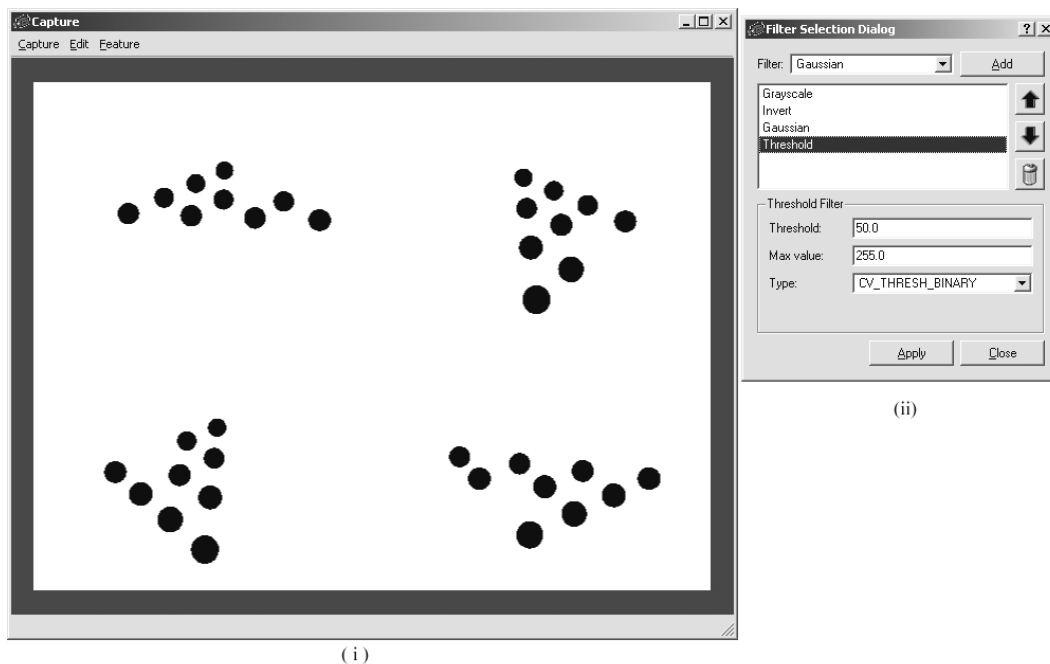 Capture
Capture Edit Feature
( i )
Filter Selection Dialog
Filter: Gaussian Add
Grayscale
Invert
Gaussian
Threshold
Threshold Filter
Threshold: 50.0
Max value: 255.0
Type: CV_THRESH_BINARY
Apply Close
(ii)